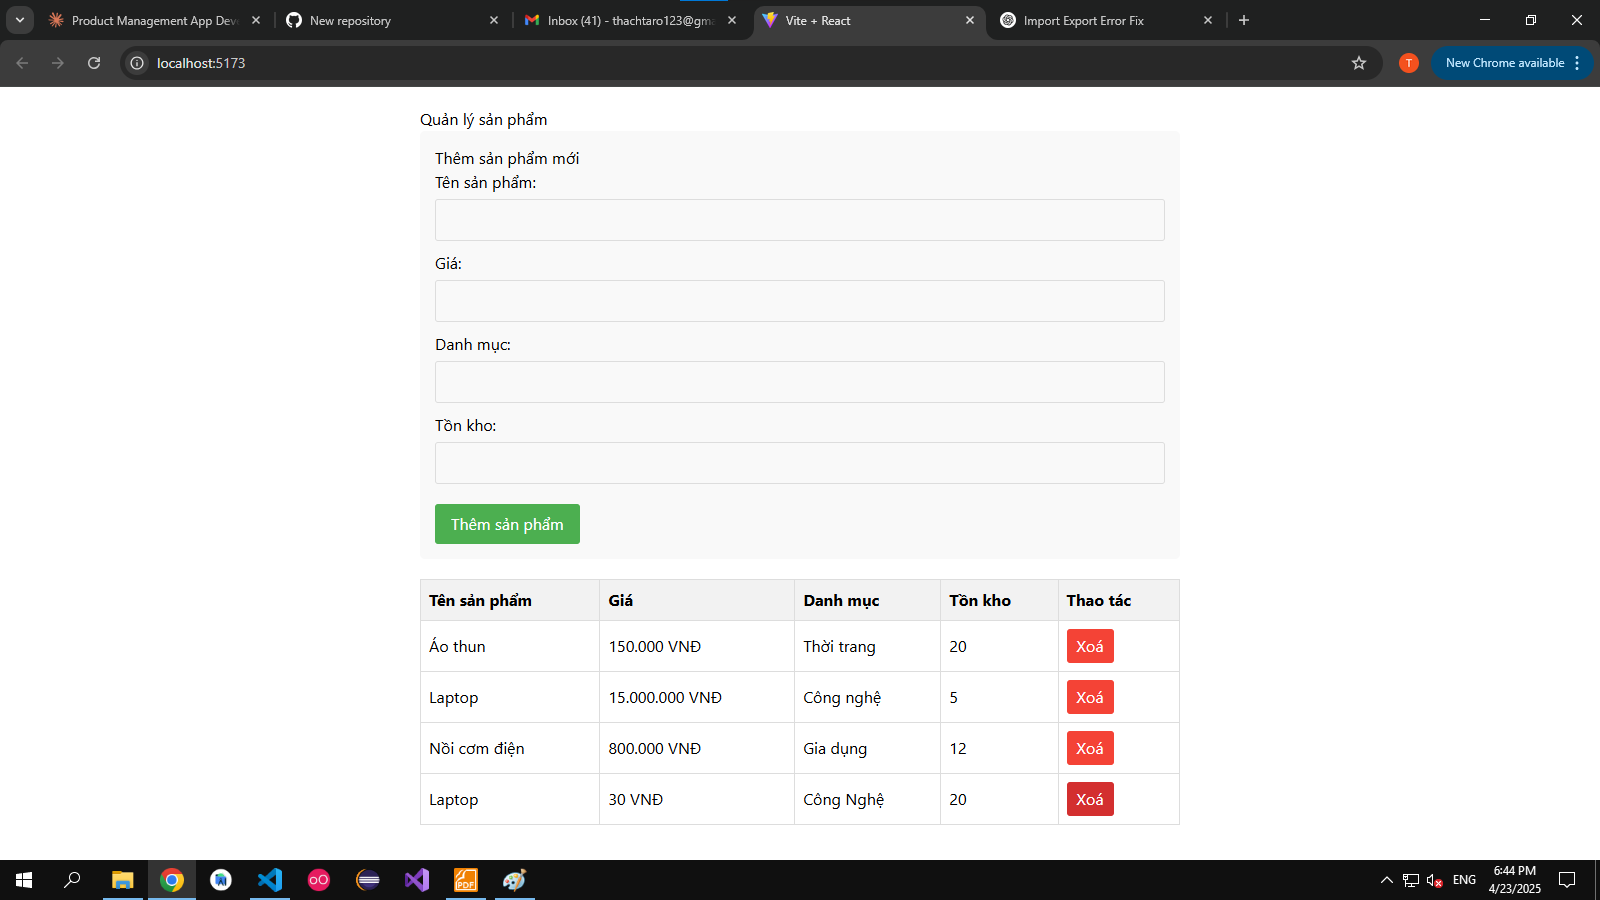 Product Management App Deve
New repository
Inbox (41) - thachtaro123@gma
Vite + React
Import Export Error Fix
localhost:5173
T
New Chrome available
Quản lý sản phẩm
Thêm sản phẩm mới
Tên sản phẩm:
Giá:
Danh mục:
Tồn kho:
Thêm sản phẩm
Tên sản phẩm Giá Danh mục Tồn kho Thao tác
Áo thun 150.000 VNĐ Thời trang 20 Xoá
Laptop 15.000.000 VNĐ Công nghệ 5 Xoá
Nồi cơm điện 800.000 VNĐ Gia dụng 12 Xoá
Laptop 30 VNĐ Công Nghệ 20 Xoá
PDF
ENG
6:44 PM
4/23/2025